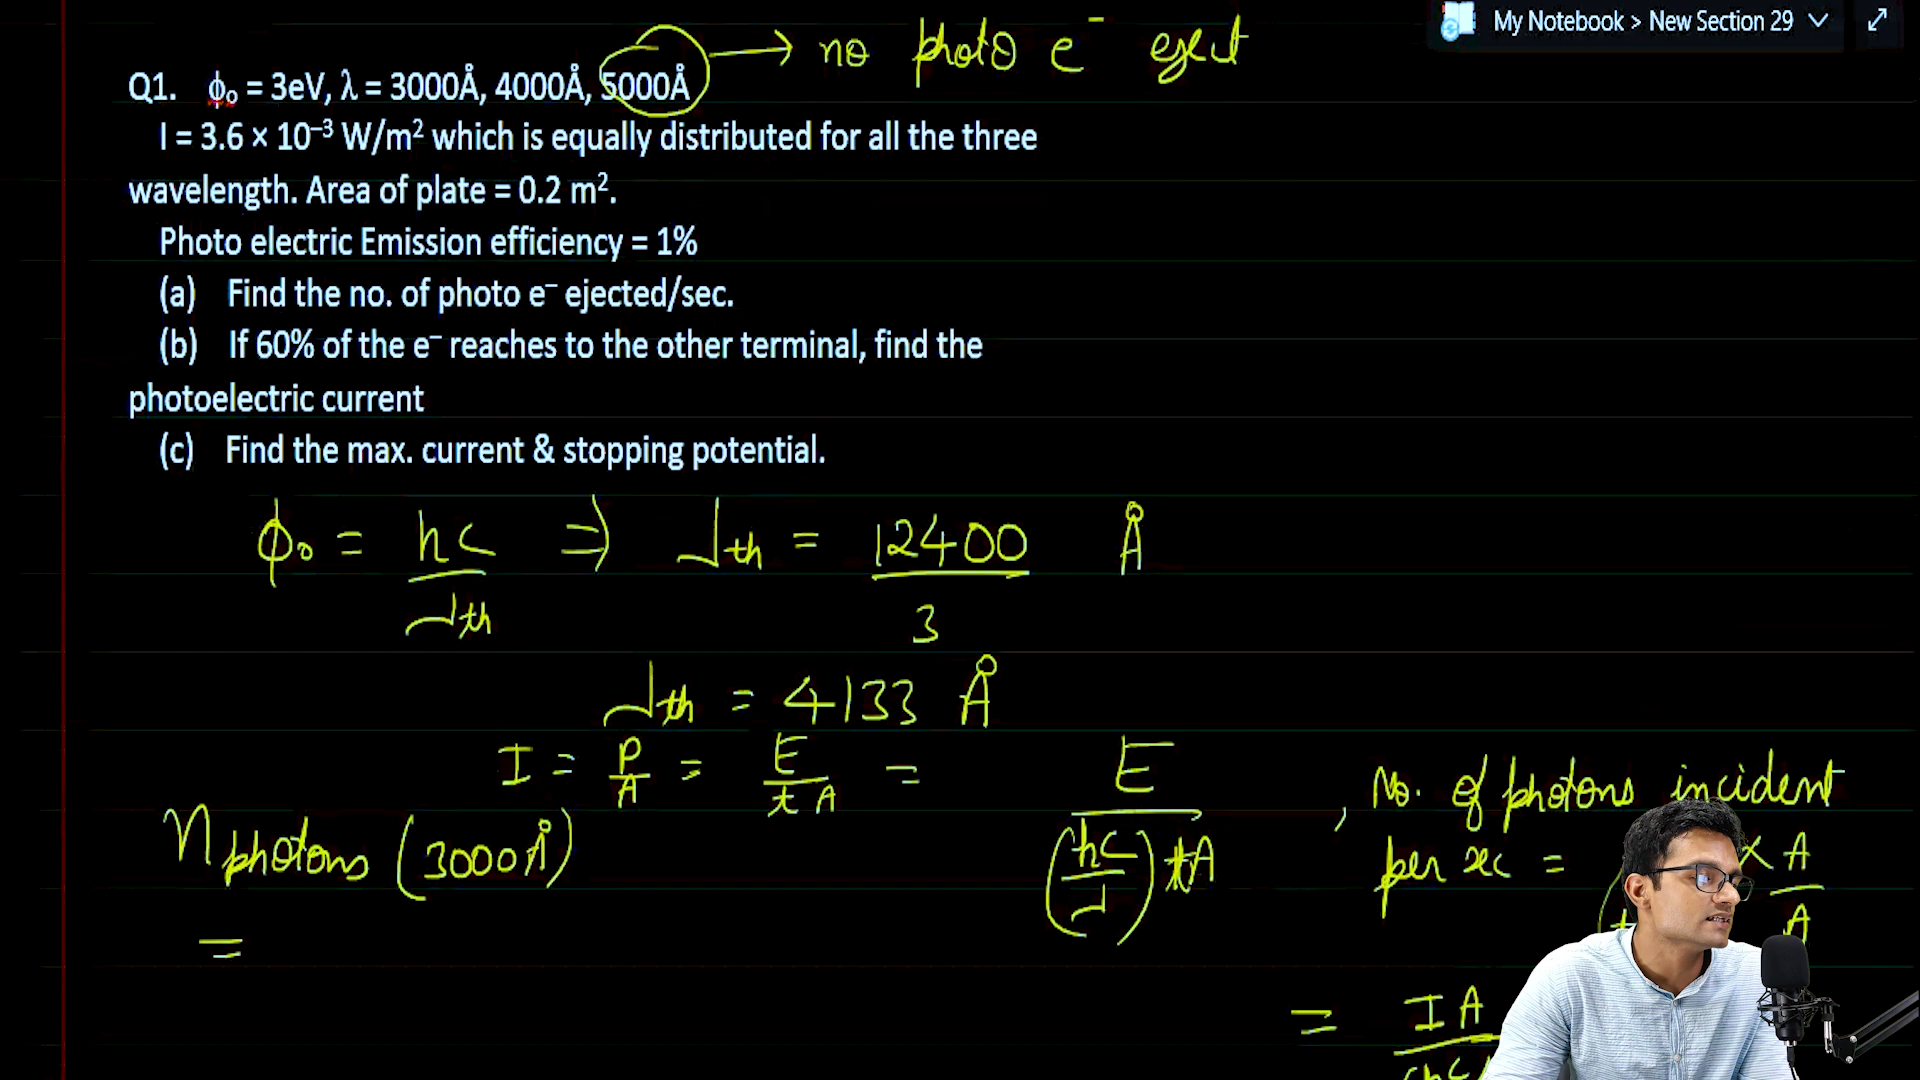 My Notebook > New Section 29
→ no photo e⁻ eject
Q1. ϕ₀ = 3eV, λ = 3000Å, 4000Å, 5000Å
I = 3.6 × 10⁻³ W/m² which is equally distributed for all the three
wavelength. Area of plate = 0.2 m².
Photo electric Emission efficiency = 1%
(a) Find the no. of photo e⁻ ejected/sec.
(b) If 60% of the e⁻ reaches to the other terminal, find the
photoelectric current
(c) Find the max. current & stopping potential.
ϕ₀ = hc/λth ⇒ λth = 12400/3 Å
λth = 4133 Å
I = P/A = E/tA = E/(hc/λ)tA , No. of photons incident
per sec = × A/A
n photons (3000Å)
=
= IA